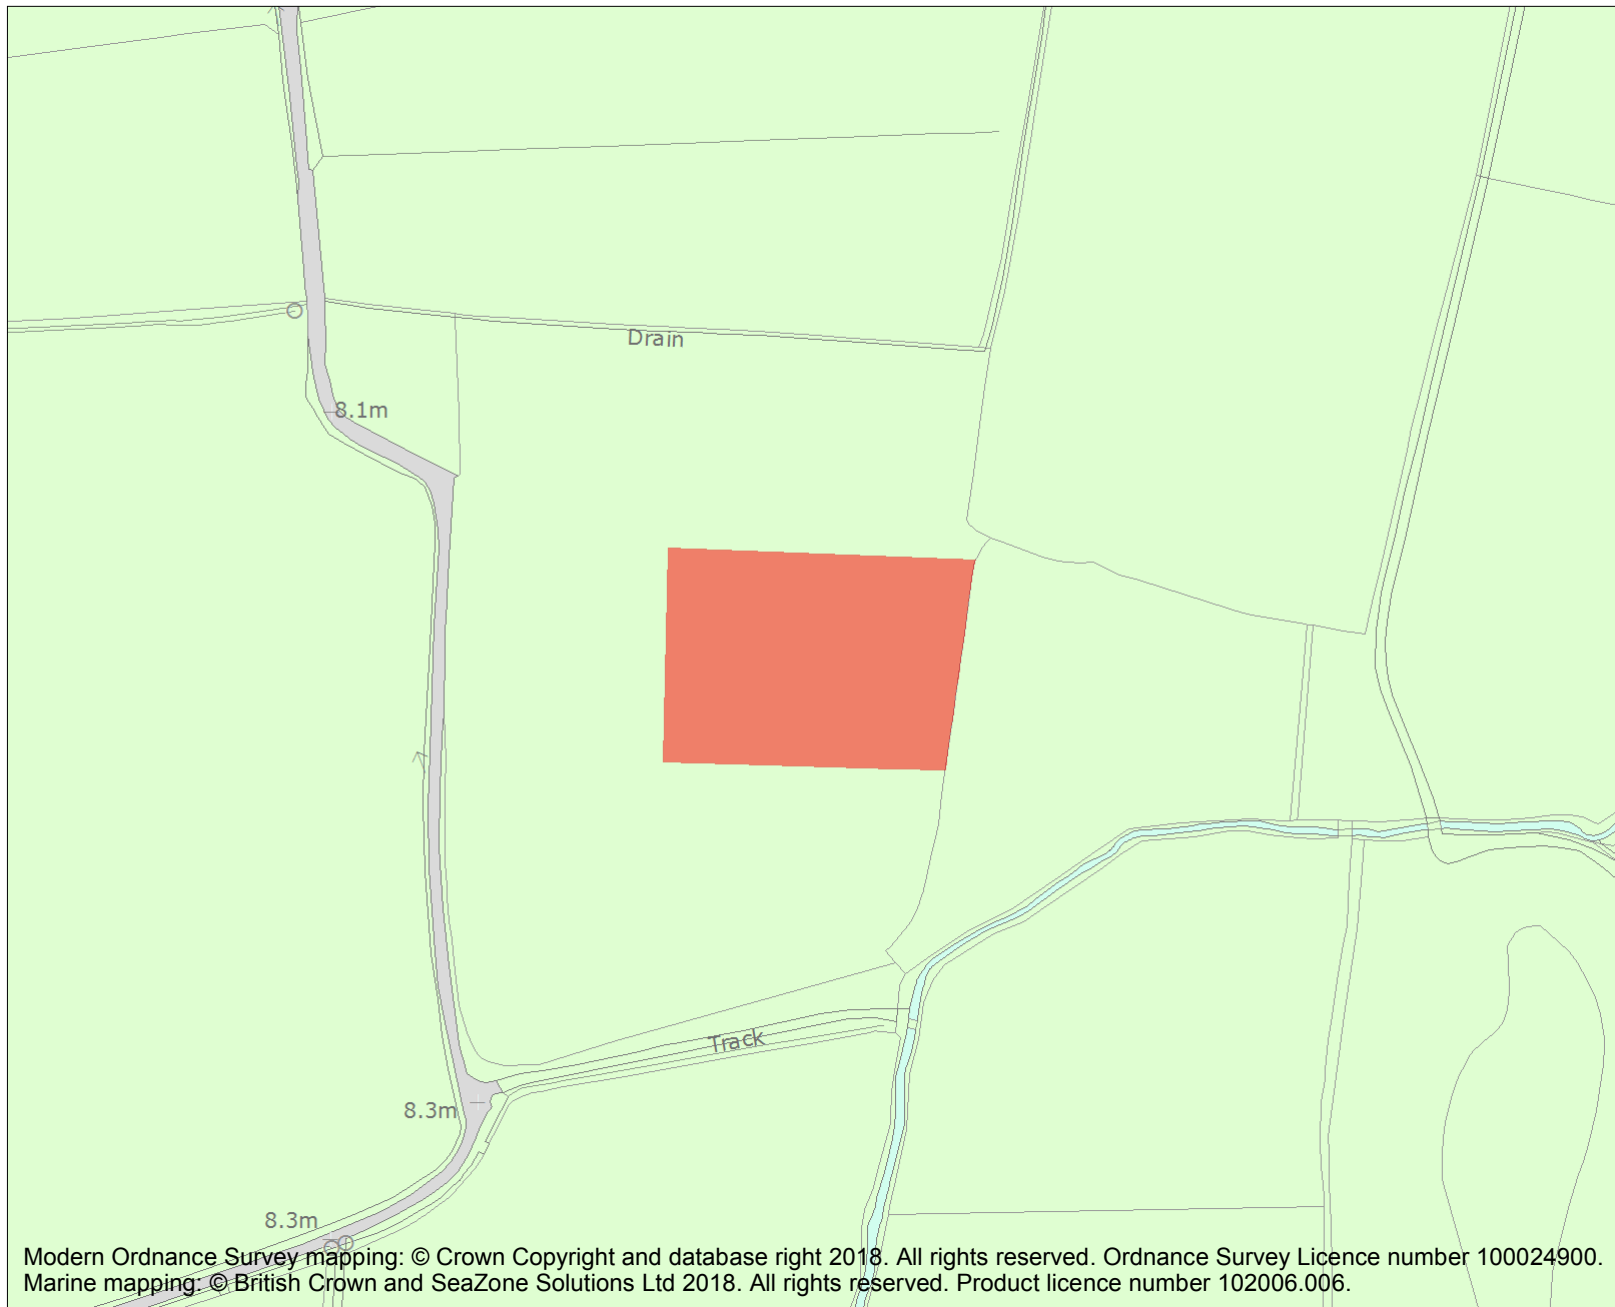 Drain
8.1m
Track
8.3m
8.3m
Modern Ordnance Survey mapping: © Crown Copyright and database right 2018. All rights reserved. Ordnance Survey Licence number 100024900.
Marine mapping: © British Crown and SeaZone Solutions Ltd 2018. All rights reserved. Product licence number 102006.006.